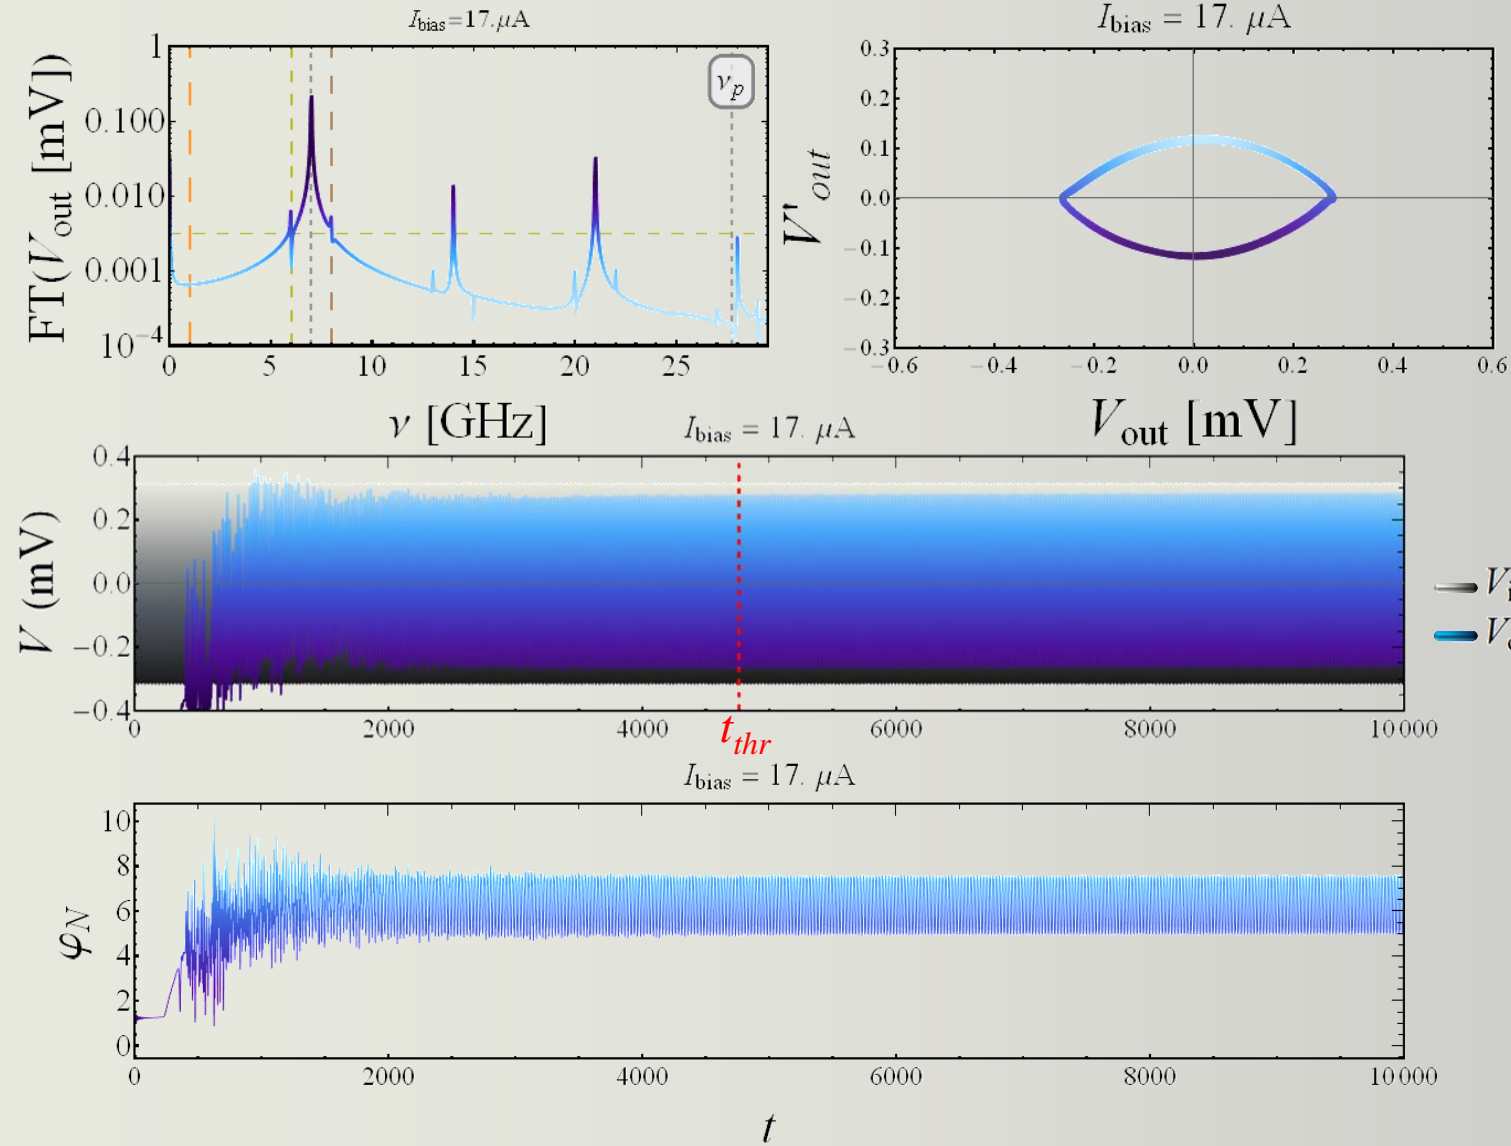 I_bias=17.μA
FT(V_out [mV])
1
0.100
0.010
0.001
10^−4
ν_p
0 5 10 15 20 25
ν [GHz]
I_bias = 17. μA
V'_out
0.3
0.2
0.1
0.0
−0.1
−0.2
−0.3
−0.6 −0.4 −0.2 0.0 0.2 0.4 0.6
V_out [mV]
I_bias = 17. μA
V (mV)
0.4
0.2
0.0
−0.2
−0.4
0 2000 4000 6000 8000 10000
t_thr
I_bias = 17. μA
φ_N
10
8
6
4
2
0
0 2000 4000 6000 8000 10000
t